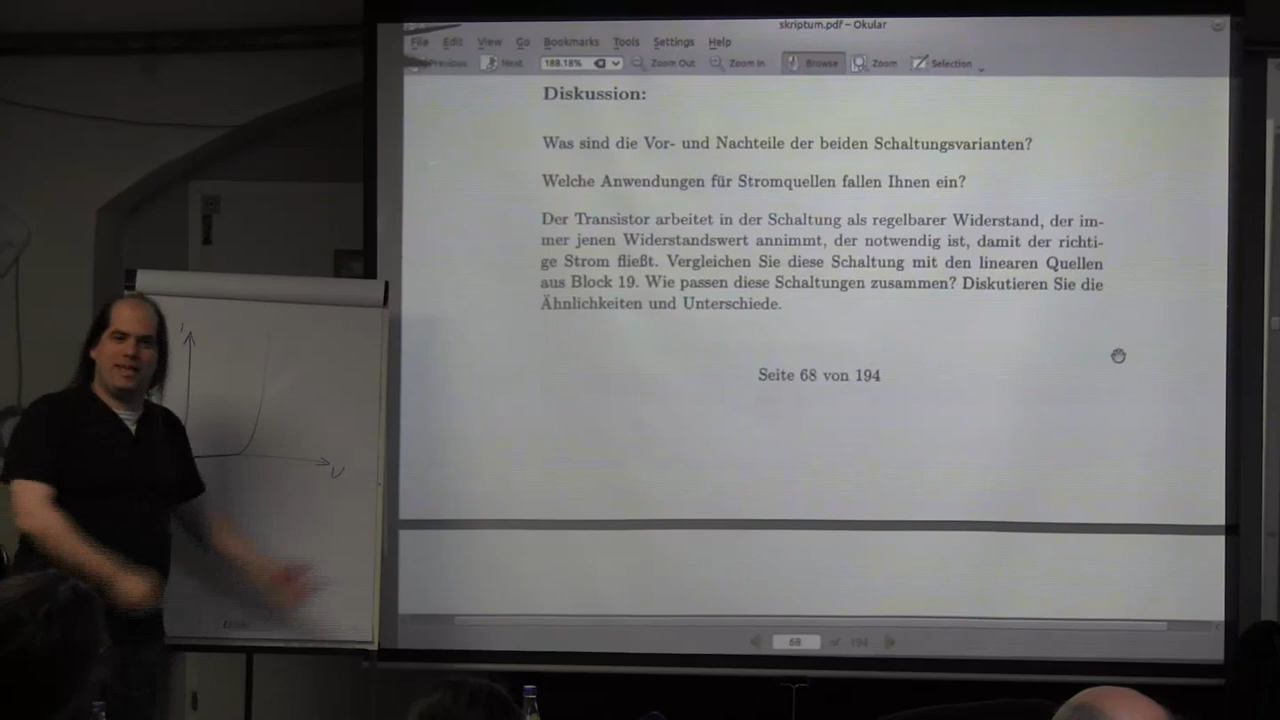 skriptum.pdf – Okular
File Edit View Go Bookmarks Tools Settings Help
Previous Next 188.18% Zoom Out Zoom In Browse Zoom Selection
Diskussion:
Was sind die Vor- und Nachteile der beiden Schaltungsvarianten?
Welche Anwendungen für Stromquellen fallen Ihnen ein?
Der Transistor arbeitet in der Schaltung als regelbarer Widerstand, der im-
mer jenen Widerstandswert annimmt, der notwendig ist, damit der richti-
ge Strom fließt. Vergleichen Sie diese Schaltung mit den linearen Quellen
aus Block 19. Wie passen diese Schaltungen zusammen? Diskutieren Sie die
Ähnlichkeiten und Unterschiede.
Seite 68 von 194
68 of 194
I
U